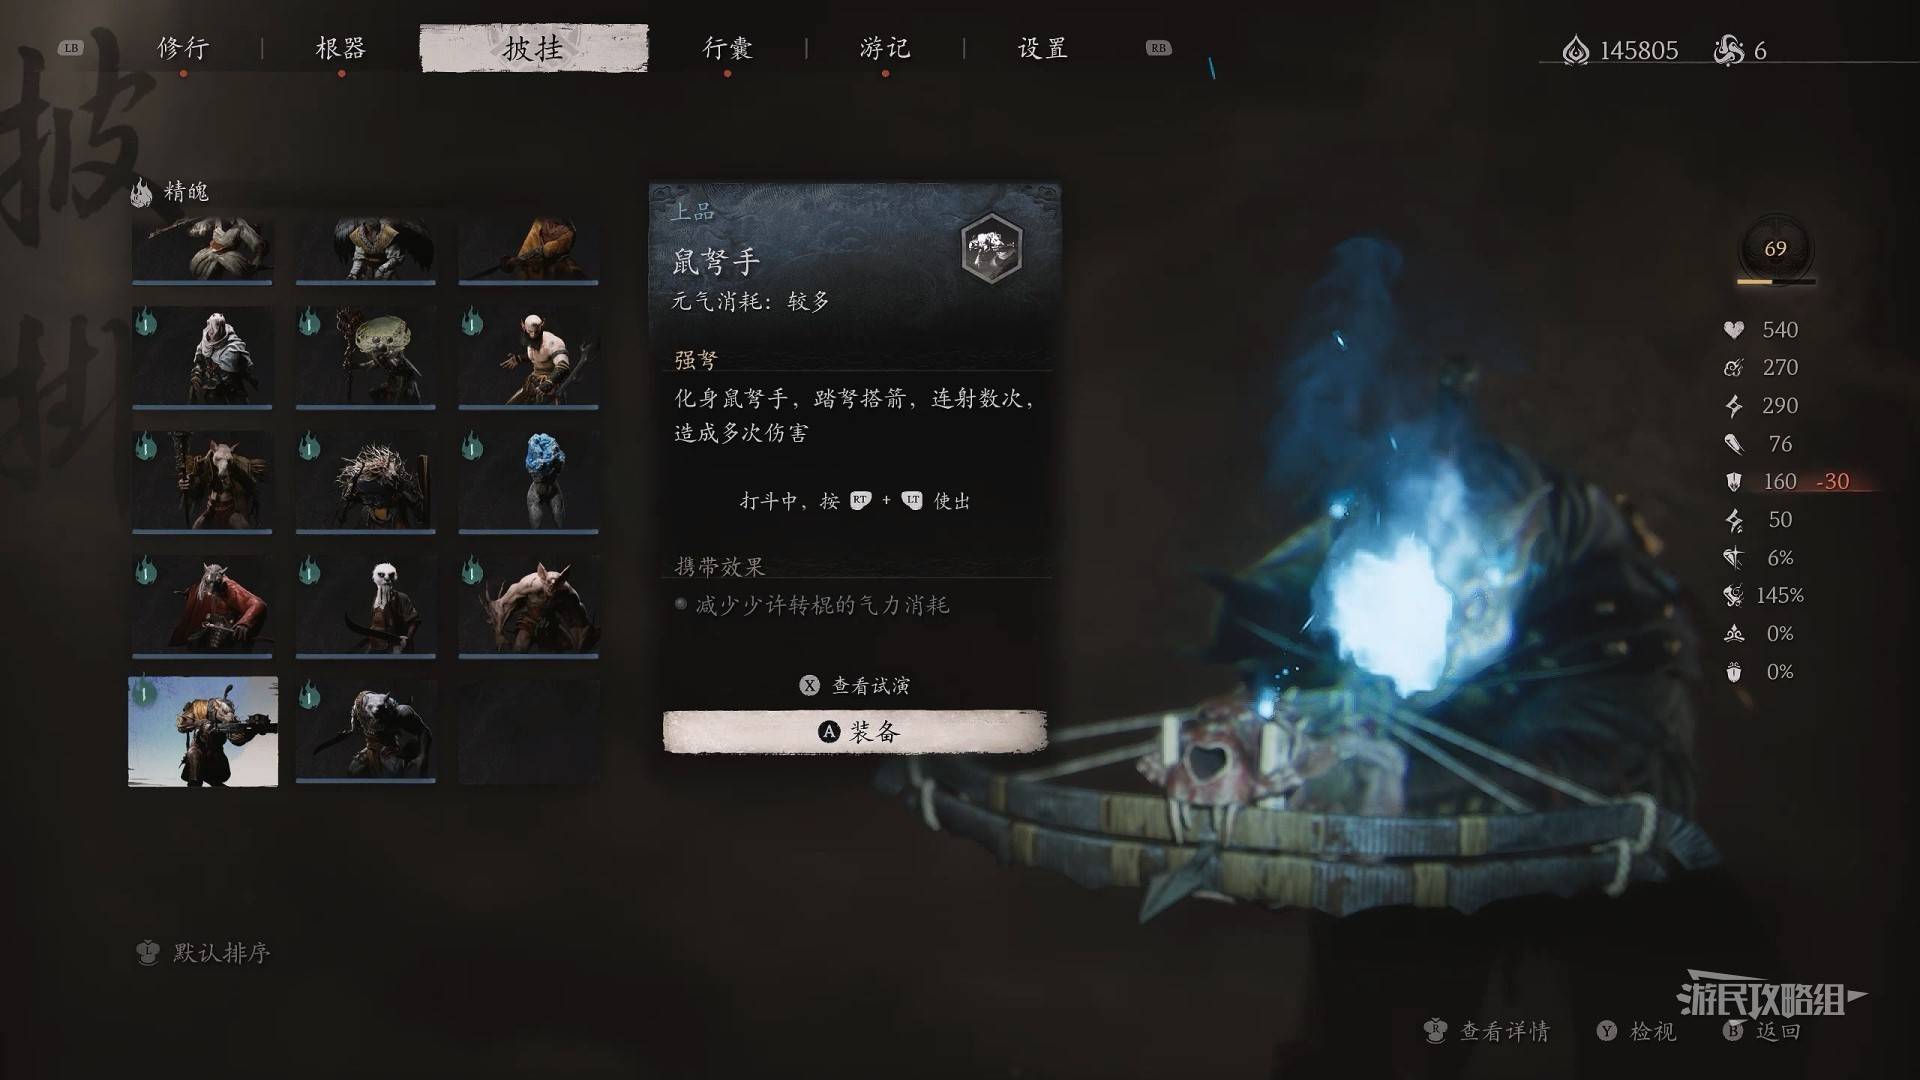 LB 修行 根器 披挂 行囊 游记 设置 RB
145805 6
披挂
精魄
上品
鼠弩手
元气消耗：较多
强弩
化身鼠弩手，踏弩搭箭，连射数次，
造成多次伤害
打斗中，按 RT + LT 使出
携带效果
减少少许转棍的气力消耗
X 查看试演
A 装备
69
540
270
290
76
160 -30
50
6%
145%
0%
0%
L 默认排序
游民攻略组
R 查看详情 Y 检视 B 返回